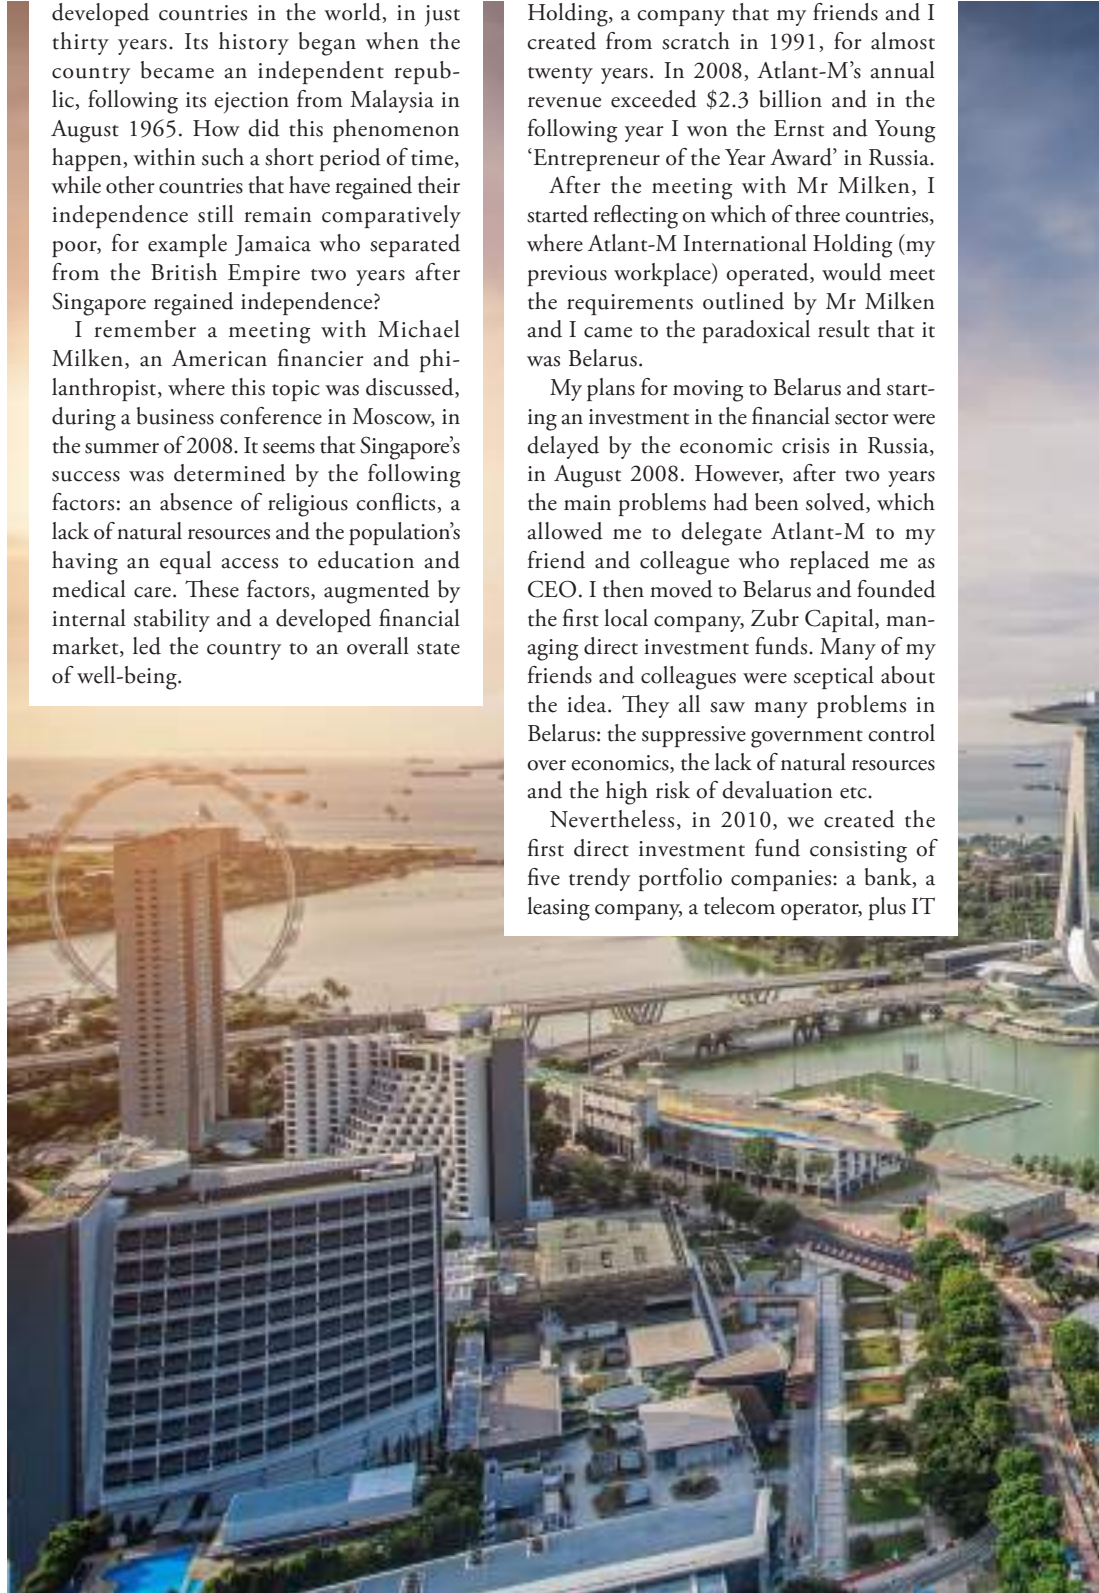 developed countries in the world, in just
thirty years. Its history began when the
country became an independent repub-
lic, following its ejection from Malaysia in
August 1965. How did this phenomenon
happen, within such a short period of time,
while other countries that have regained their
independence still remain comparatively
poor, for example Jamaica who separated
from the British Empire two years after
Singapore regained independence?
I remember a meeting with Michael
Milken, an American financier and phi-
lanthropist, where this topic was discussed,
during a business conference in Moscow, in
the summer of 2008. It seems that Singapore’s
success was determined by the following
factors: an absence of religious conflicts, a
lack of natural resources and the population’s
having an equal access to education and
medical care. These factors, augmented by
internal stability and a developed financial
market, led the country to an overall state
of well-being.
Holding, a company that my friends and I
created from scratch in 1991, for almost
twenty years. In 2008, Atlant-M’s annual
revenue exceeded $2.3 billion and in the
following year I won the Ernst and Young
‘Entrepreneur of the Year Award’ in Russia.
After the meeting with Mr Milken, I
started reflecting on which of three countries,
where Atlant-M International Holding (my
previous workplace) operated, would meet
the requirements outlined by Mr Milken
and I came to the paradoxical result that it
was Belarus.
My plans for moving to Belarus and start-
ing an investment in the financial sector were
delayed by the economic crisis in Russia,
in August 2008. However, after two years
the main problems had been solved, which
allowed me to delegate Atlant-M to my
friend and colleague who replaced me as
CEO. I then moved to Belarus and founded
the first local company, Zubr Capital, man-
aging direct investment funds. Many of my
friends and colleagues were sceptical about
the idea. They all saw many problems in
Belarus: the suppressive government control
over economics, the lack of natural resources
and the high risk of devaluation etc.
Nevertheless, in 2010, we created the
first direct investment fund consisting of
five trendy portfolio companies: a bank, a
leasing company, a telecom operator, plus IT